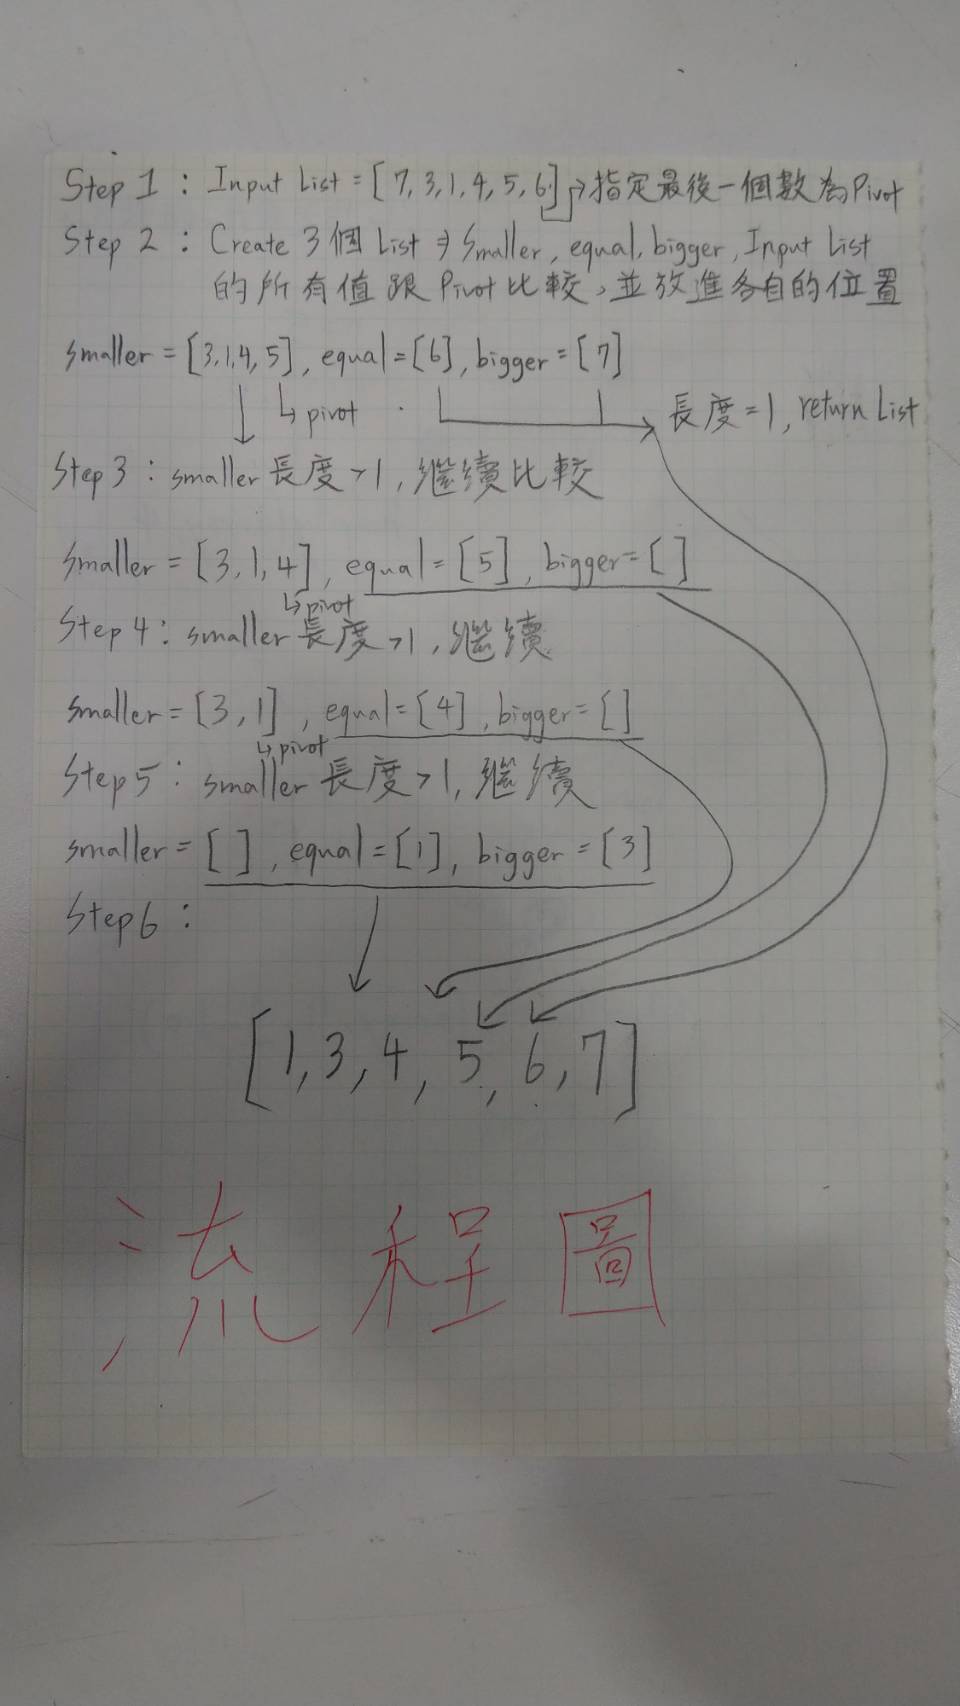 Step 1 : Input List = [7, 3, 1, 4, 5, 6] → 指定最後一個數為Pivot
Step 2 : Create 3個 List ⇒ Smaller, equal, bigger, Input List
的所有值跟 Pivot 比較，並放進各自的位置
smaller = [3,1,4, 5], equal = [6], bigger = [7]
↳ pivot
長度=1, return List
Step 3 : smaller 長度 >1, 繼續比較
smaller = [3, 1, 4], equal = [5], bigger = [ ]
↳ pivot
Step 4 : smaller 長度 >1, 繼續
smaller = [3, 1], equal = [4], bigger = [ ]
↳ pivot
Step 5 : smaller 長度 >1, 繼續
smaller = [ ], equal = [1], bigger = [3]
Step 6 :
[1, 3, 4, 5, 6, 7]
流程圖